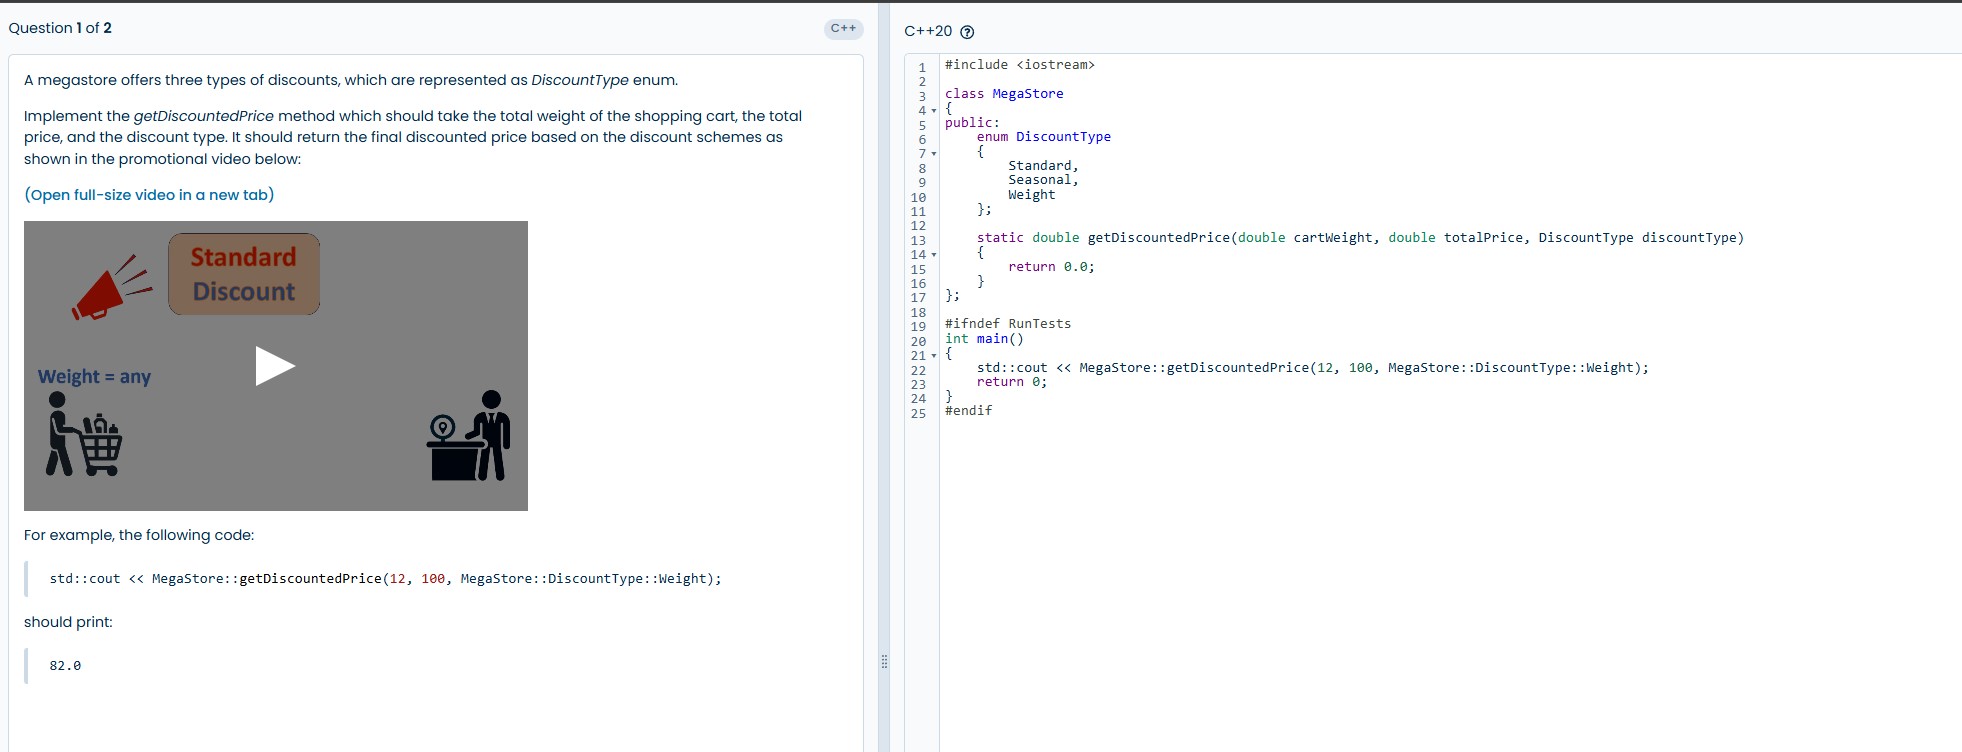 Question 1 of 2
C++
A megastore offers three types of discounts, which are represented as DiscountType enum.
Implement the getDiscountedPrice method which should take the total weight of the shopping cart, the total
price, and the discount type. It should return the final discounted price based on the discount schemes as
shown in the promotional video below:
(Open full-size video in a new tab)
Standard
Discount
Weight = any
For example, the following code:
std::cout << MegaStore::getDiscountedPrice(12, 100, MegaStore::DiscountType::Weight);
should print:
82.0
C++20 ?
1 #include <iostream>
2
3 class MegaStore
4 {
5 public:
6     enum DiscountType
7     {
8         Standard,
9         Seasonal,
10         Weight
11     };
12
13     static double getDiscountedPrice(double cartWeight, double totalPrice, DiscountType discountType)
14     {
15         return 0.0;
16     }
17 };
18
19 #ifndef RunTests
20 int main()
21 {
22     std::cout << MegaStore::getDiscountedPrice(12, 100, MegaStore::DiscountType::Weight);
23     return 0;
24 }
25 #endif